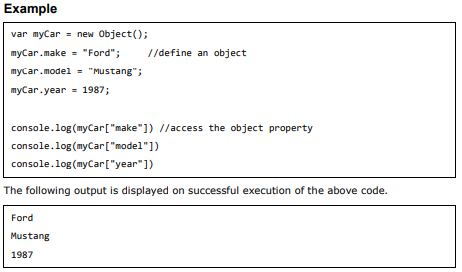 Example
var myCar = new Object();
myCar.make = "Ford";     //define an object
myCar.model = "Mustang";
myCar.year = 1987;
console.log(myCar["make"]) //access the object property
console.log(myCar["model"])
console.log(myCar["year"])
The following output is displayed on successful execution of the above code.
Ford
Mustang
1987